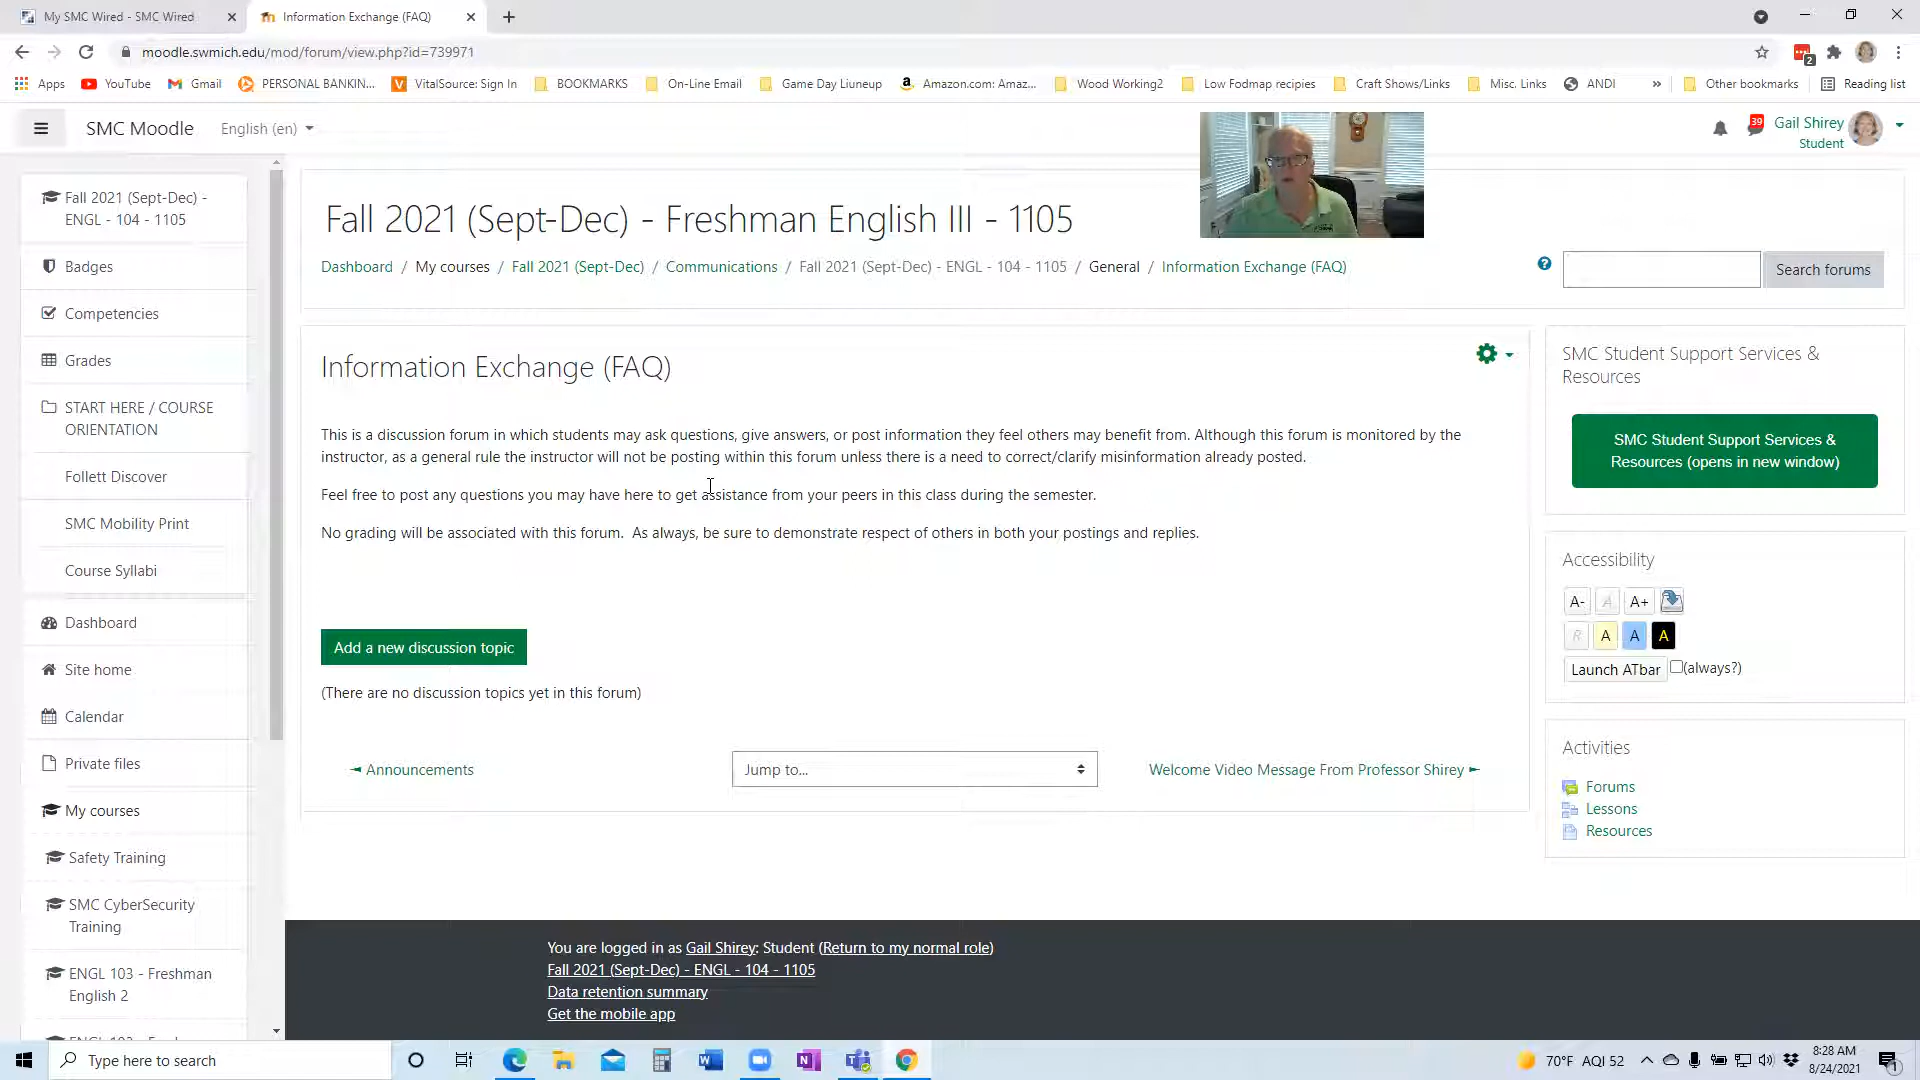 My SMC Wired - SMC Wired
Information Exchange (FAQ)
moodle.swmich.edu/mod/forum/view.php?id=739971
2
Apps
YouTube
Gmail
PERSONAL BANKIN...
VitalSource: Sign In
BOOKMARKS
On-Line Email
Game Day Liuneup
Amazon.com: Amaz...
Wood Working2
Low Fodmap recipies
Craft Shows/Links
Misc. Links
ANDI
»
Other bookmarks
Reading list
SMC Moodle
English (en)
39
Gail Shirey
Student
Fall 2021 (Sept-Dec) -
ENGL - 104 - 1105
Badges
Competencies
Grades
START HERE / COURSE
ORIENTATION
Follett Discover
SMC Mobility Print
Course Syllabi
Dashboard
Site home
Calendar
Private files
My courses
Safety Training
SMC CyberSecurity
Training
ENGL 103 - Freshman
English 2
Fall 2021 (Sept-Dec) - Freshman English III - 1105
Dashboard / My courses / Fall 2021 (Sept-Dec) / Communications / Fall 2021 (Sept-Dec) - ENGL - 104 - 1105 / General / Information Exchange (FAQ)
Search forums
Information Exchange (FAQ)
This is a discussion forum in which students may ask questions, give answers, or post information they feel others may benefit from. Although this forum is monitored by the
instructor, as a general rule the instructor will not be posting within this forum unless there is a need to correct/clarify misinformation already posted.
Feel free to post any questions you may have here to get assistance from your peers in this class during the semester.
No grading will be associated with this forum.  As always, be sure to demonstrate respect of others in both your postings and replies.
Add a new discussion topic
(There are no discussion topics yet in this forum)
◄ Announcements
Jump to...
Welcome Video Message From Professor Shirey ►
SMC Student Support Services &
Resources
SMC Student Support Services &
Resources (opens in new window)
Accessibility
A-
A
A+
R
A
A
A
Launch ATbar
(always?)
Activities
Forums
Lessons
Resources
You are logged in as Gail Shirey: Student (Return to my normal role)
Fall 2021 (Sept-Dec) - ENGL - 104 - 1105
Data retention summary
Get the mobile app
Type here to search
70°F AQI 52
8:28 AM
8/24/2021
1